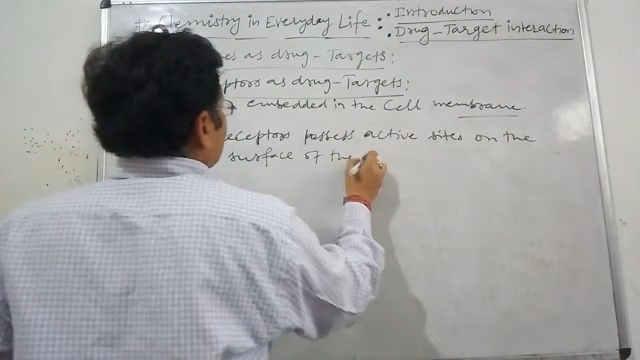 # Chemistry in Everyday Life : : Introduction
Drug-Target interaction
es as drug-Targets:
ptors as drug-Targets:
→ embedded in the Cell membrane.
eceptors possess active sites on the
surface of the